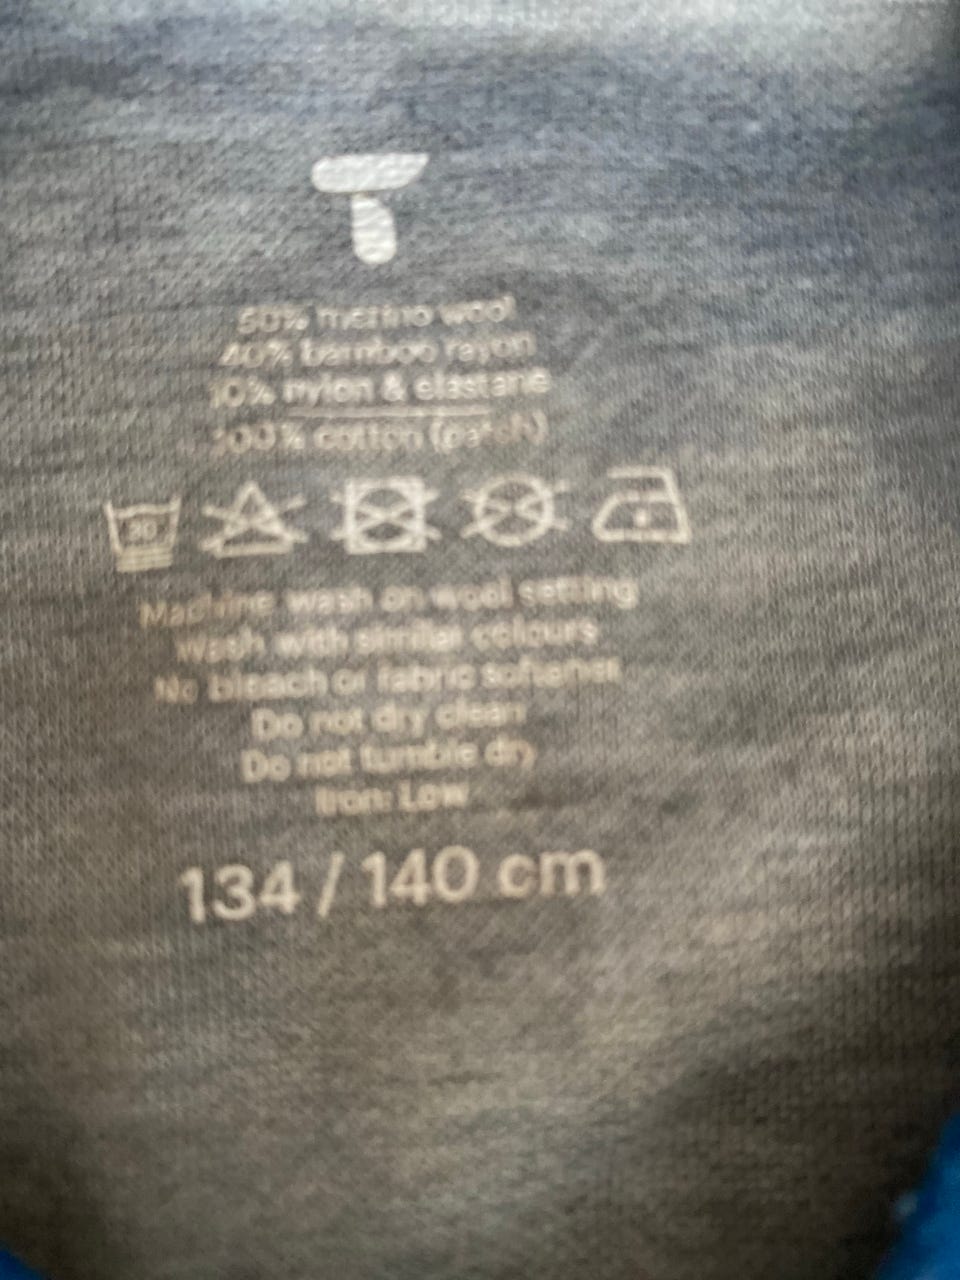 50% merino wool
40% bamboo rayon
10% nylon & elastane
100% cotton (patch)
30
Machine wash on wool setting
Wash with similar colours
No bleach or fabric softener
Do not dry clean
Do not tumble dry
Iron: Low
134 / 140 cm